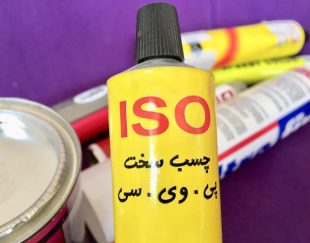 ISO
چسب سخت
پی . وی . سی